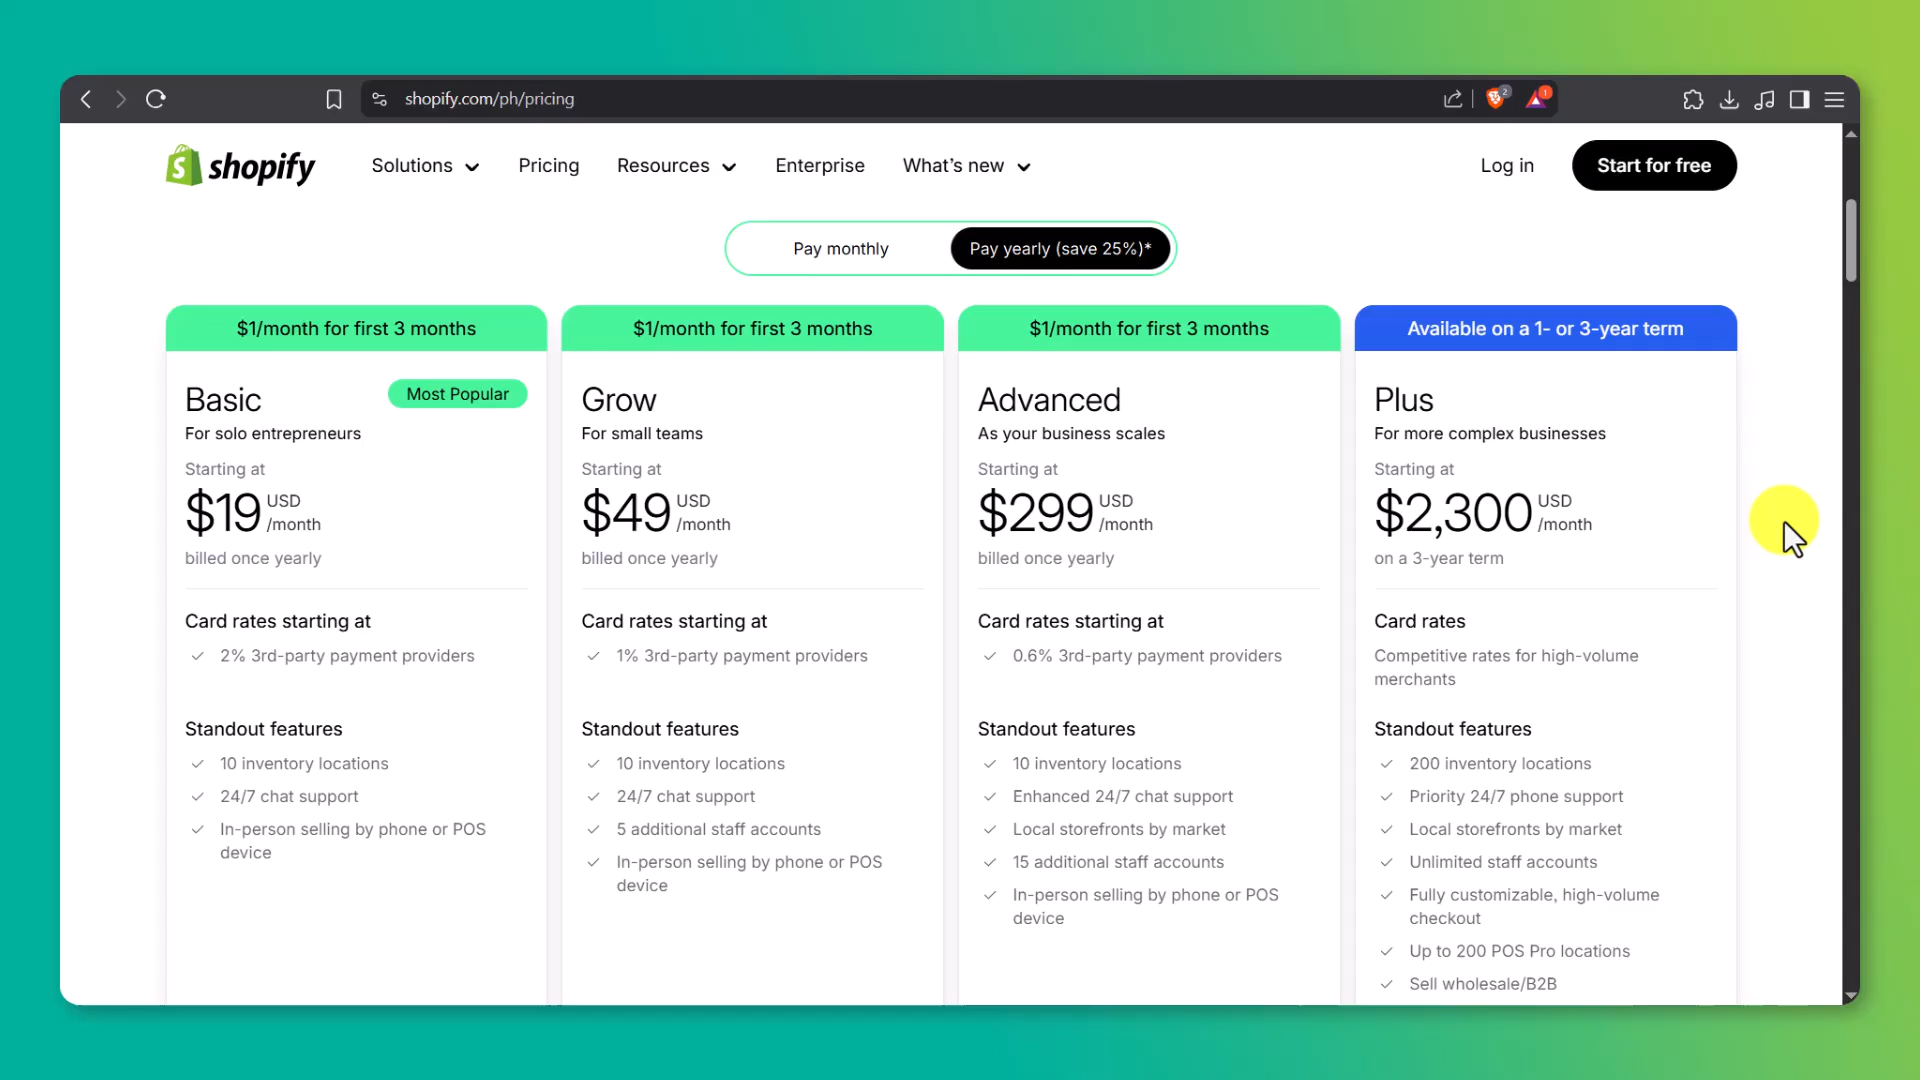 shopify.com/ph/pricing
2
1
shopify
Solutions
Pricing
Resources
Enterprise
What's new
Log in
Start for free
Pay monthly
Pay yearly (save 25%)*
$1/month for first 3 months
Basic
Most Popular
For solo entrepreneurs
Starting at
$19 USD
/month
billed once yearly
Card rates starting at
2% 3rd-party payment providers
Standout features
10 inventory locations
24/7 chat support
In-person selling by phone or POS
device
$1/month for first 3 months
Grow
For small teams
Starting at
$49 USD
/month
billed once yearly
Card rates starting at
1% 3rd-party payment providers
Standout features
10 inventory locations
24/7 chat support
5 additional staff accounts
In-person selling by phone or POS
device
$1/month for first 3 months
Advanced
As your business scales
Starting at
$299 USD
/month
billed once yearly
Card rates starting at
0.6% 3rd-party payment providers
Standout features
10 inventory locations
Enhanced 24/7 chat support
Local storefronts by market
15 additional staff accounts
In-person selling by phone or POS
device
Available on a 1- or 3-year term
Plus
For more complex businesses
Starting at
$2,300 USD
/month
on a 3-year term
Card rates
Competitive rates for high-volume
merchants
Standout features
200 inventory locations
Priority 24/7 phone support
Local storefronts by market
Unlimited staff accounts
Fully customizable, high-volume
checkout
Up to 200 POS Pro locations
Sell wholesale/B2B